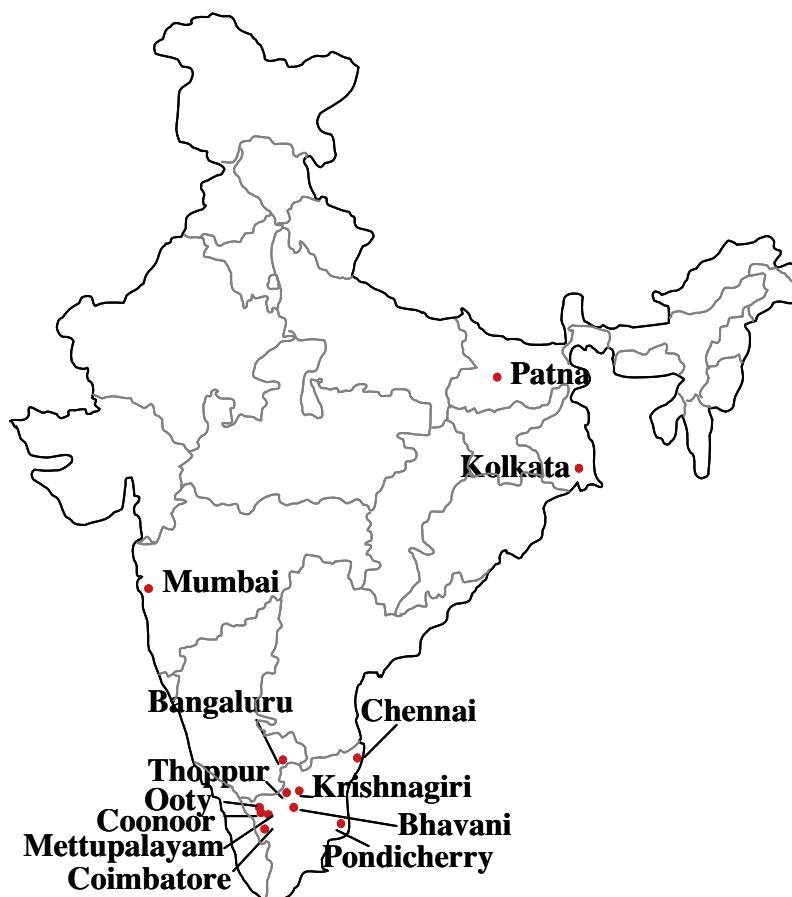 Patna
Kolkata
Mumbai
Bangaluru
Chennai
Thoppur
Krishnagiri
Ooty
Coonoor
Bhavani
Mettupalayam
Pondicherry
Coimbatore